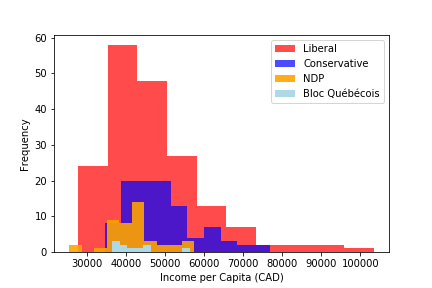 60
50
40
30
20
10
0
Frequency
Liberal
Conservative
NDP
Bloc Québécois
30000 40000 50000 60000 70000 80000 90000 100000
Income per Capita (CAD)